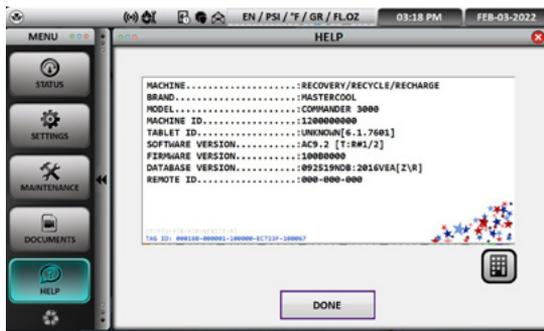 EN / PSI / °F / GR / FL.OZ
03:18 PM
FEB-03-2022
MENU
HELP
STATUS
SETTINGS
MAINTENANCE
DOCUMENTS
HELP
MACHINE......................:RECOVERY/RECYCLE/RECHARGE
BRAND........................:MASTERCOOL
MODEL........................:COMMANDER 3000
MACHINE ID...................:1200000000
TABLET ID....................:UNKNOWN[6.1.7601]
SOFTWARE VERSION.............:AC9.2 [T:R#1/2]
FIRMWARE VERSION.............:100B0000
DATABASE VERSION.............:092519NDB:2016VEA[Z\R]
REMOTE ID....................:000-000-000
TAG ID:
DONE